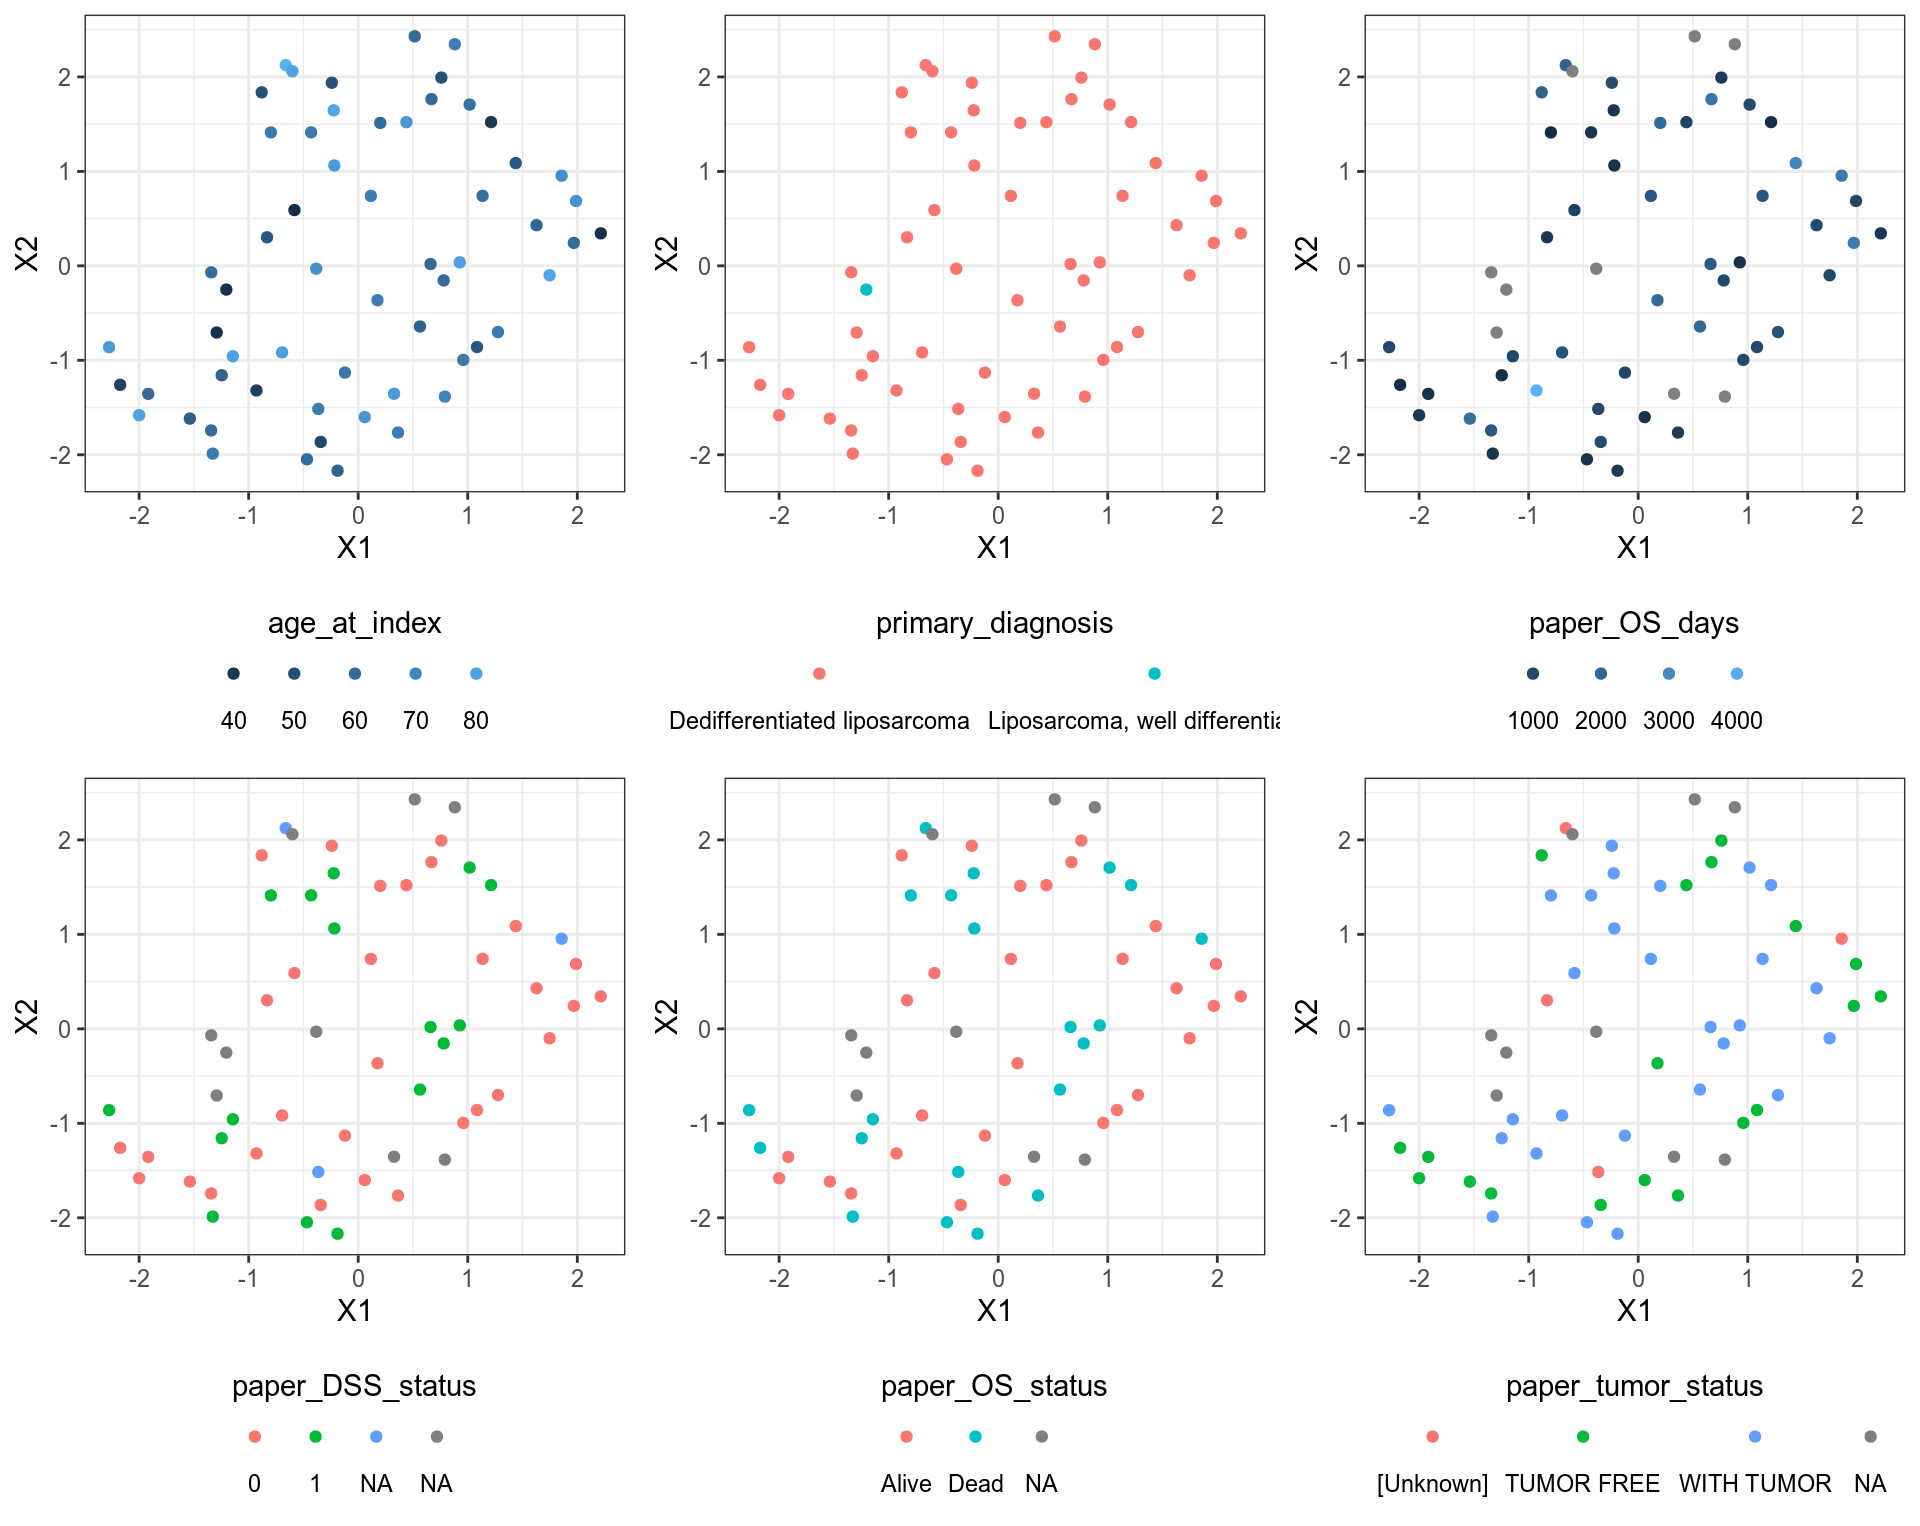 X2
2
1
0
-1
-2
-2 -1 0 1 2
X1
age_at_index
40 50 60 70 80
X2
2
1
0
-1
-2
-2 -1 0 1 2
X1
primary_diagnosis
Dedifferentiated liposarcoma Liposarcoma, well differentia
X2
2
1
0
-1
-2
-2 -1 0 1 2
X1
paper_OS_days
1000 2000 3000 4000
X2
2
1
0
-1
-2
-2 -1 0 1 2
X1
paper_DSS_status
0 1 NA NA
X2
2
1
0
-1
-2
-2 -1 0 1 2
X1
paper_OS_status
Alive Dead NA
X2
2
1
0
-1
-2
-2 -1 0 1 2
X1
paper_tumor_status
[Unknown] TUMOR FREE WITH TUMOR NA